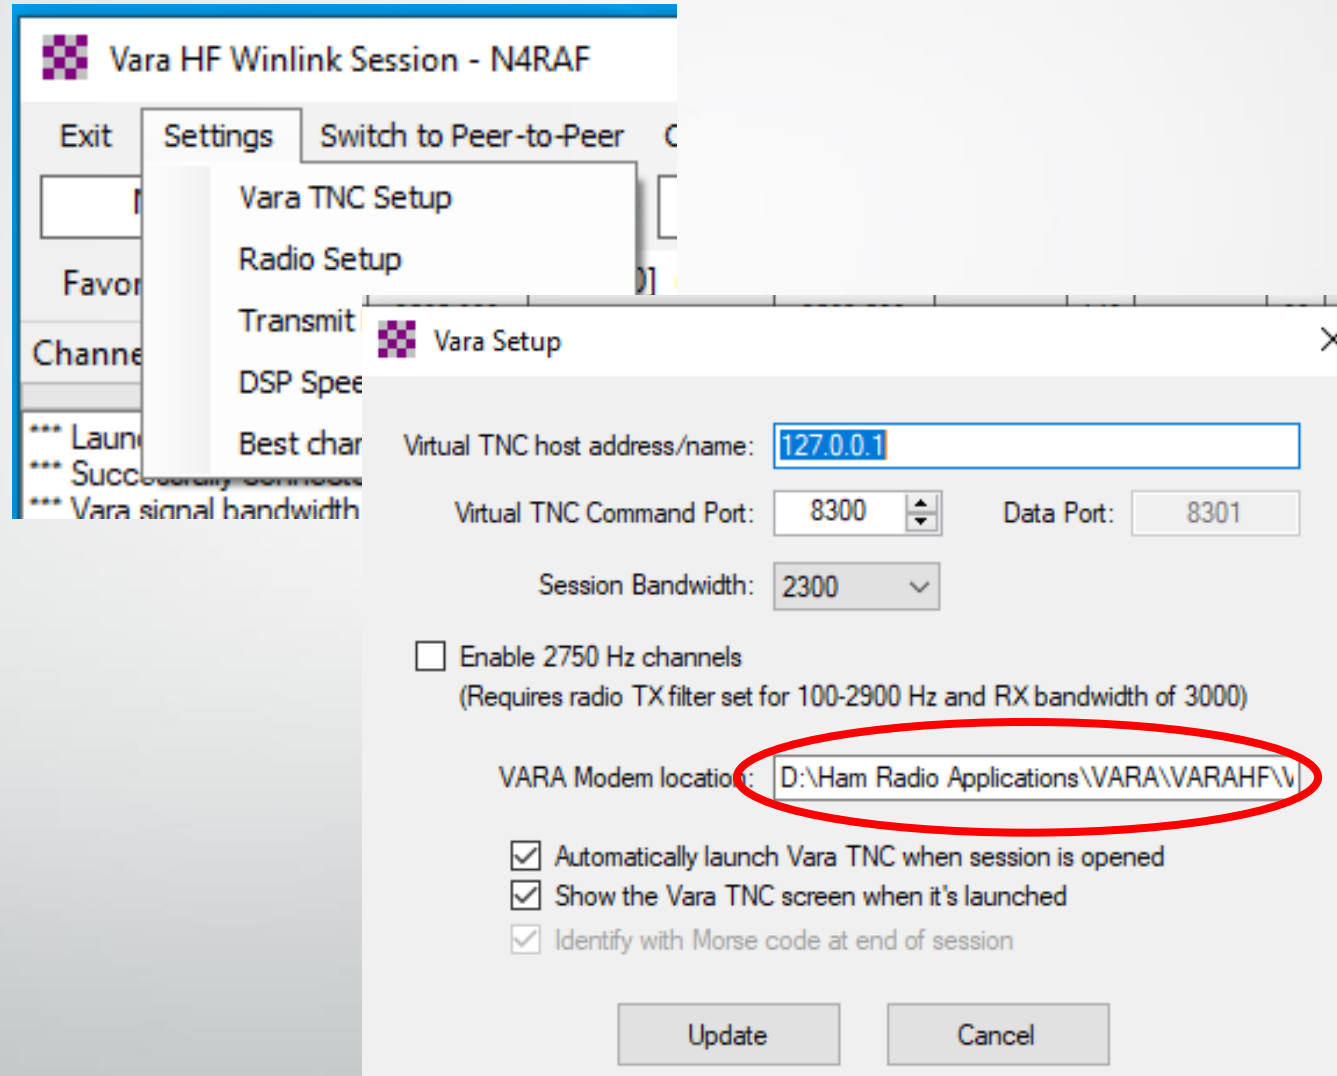 Vara HF Winlink Session - N4RAF
Exit Settings Switch to Peer-to-Peer
Vara TNC Setup
Radio Setup
Favor
Transmit
Channe
DSP Spee
*** Laun
Best char
*** Succ
*** Vara signal bandwidth
Vara Setup
Virtual TNC host address/name: 127.0.0.1
Virtual TNC Command Port: 8300 Data Port: 8301
Session Bandwidth: 2300
Enable 2750 Hz channels
(Requires radio TX filter set for 100-2900 Hz and RX bandwidth of 3000)
VARA Modem location: D:\Ham Radio Applications\VARA\VARAHF\V
Automatically launch Vara TNC when session is opened
Show the Vara TNC screen when it's launched
Identify with Morse code at end of session
Update Cancel